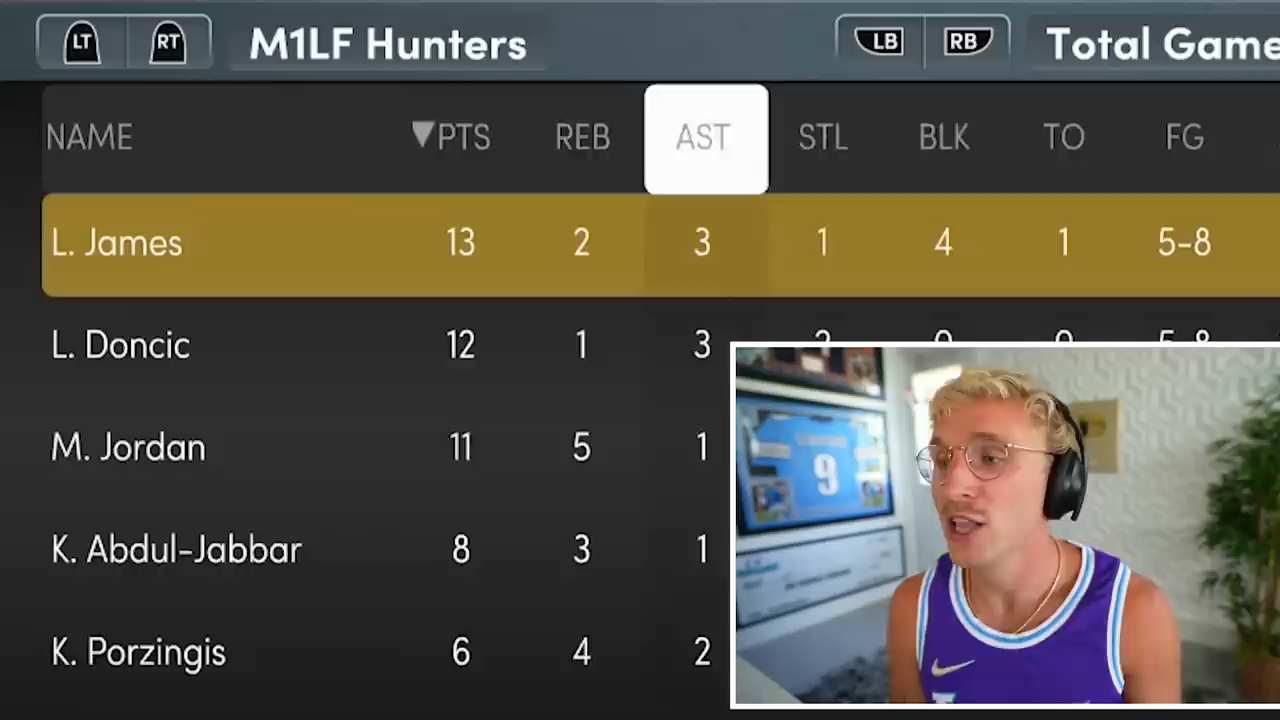 LT RT M1LF Hunters LB RB Total Game
NAME ▼PTS REB AST STL BLK TO FG
L. James 13 2 3 1 4 1 5-8
L. Doncic 12 1 3
M. Jordan 11 5 1
K. Abdul-Jabbar 8 3 1
K. Porzingis 6 4 2
9